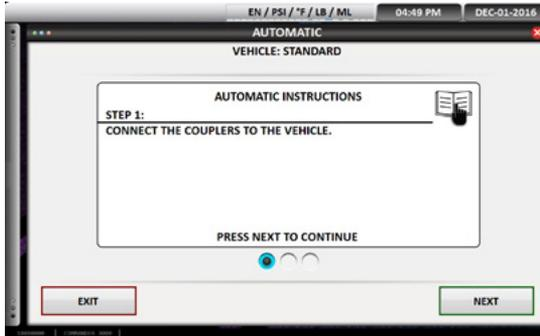 EN / PSI / °F / LB / ML 04:49 PM DEC-01-2016
AUTOMATIC
VEHICLE: STANDARD
AUTOMATIC INSTRUCTIONS
STEP 1:
CONNECT THE COUPLERS TO THE VEHICLE.
PRESS NEXT TO CONTINUE
EXIT NEXT